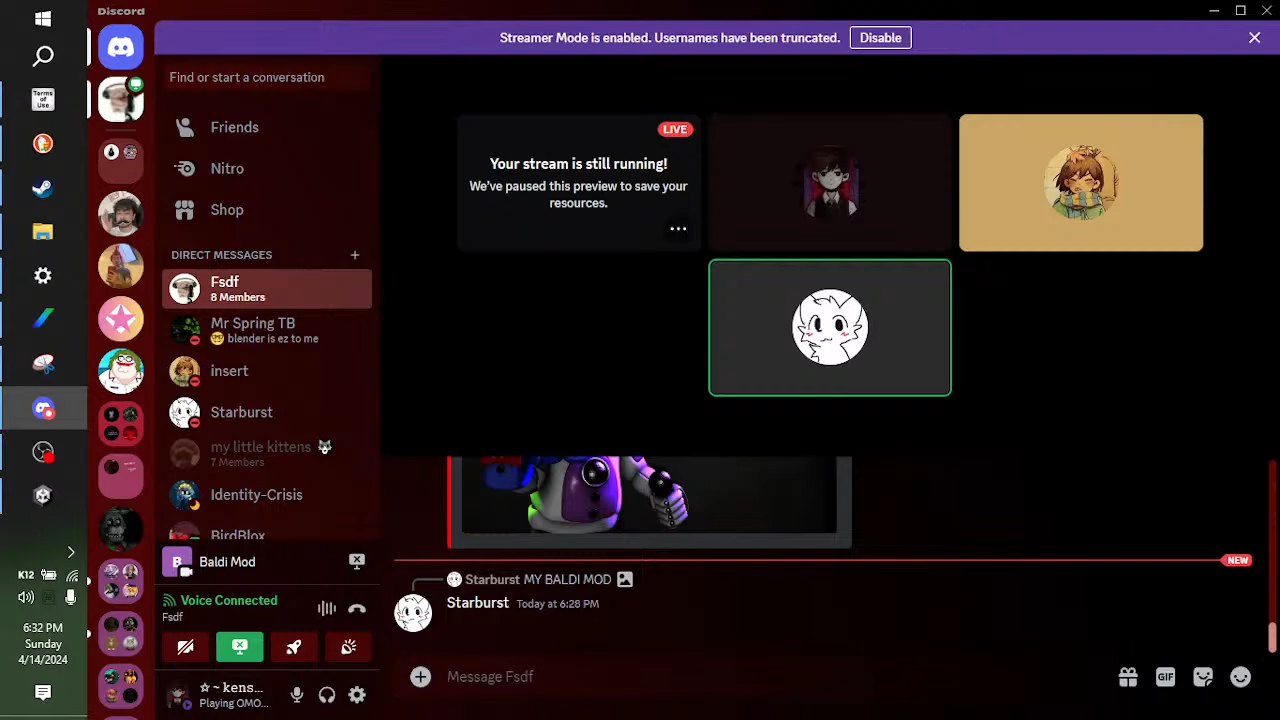 Discord
Streamer Mode is enabled. Usernames have been truncated.
Disable
Find or start a conversation
Friends
Nitro
Shop
DIRECT MESSAGES
Fsdf
8 Members
Mr Spring TB
blender is ez to me
insert
Starburst
my little kittens
7 Members
Identity-Crisis
BirdBlox
B
Baldi Mod
Voice Connected
Fsdf
☆ ~ kens...
Playing OMO...
LIVE
Your stream is still running!
We've paused this preview to save your
resources.
NEW
Starburst MY BALDI MOD
Starburst Today at 6:28 PM
Message Fsdf
GIF
Terms
of
Use
K12
6:32 PM
Sunday
4/14/2024